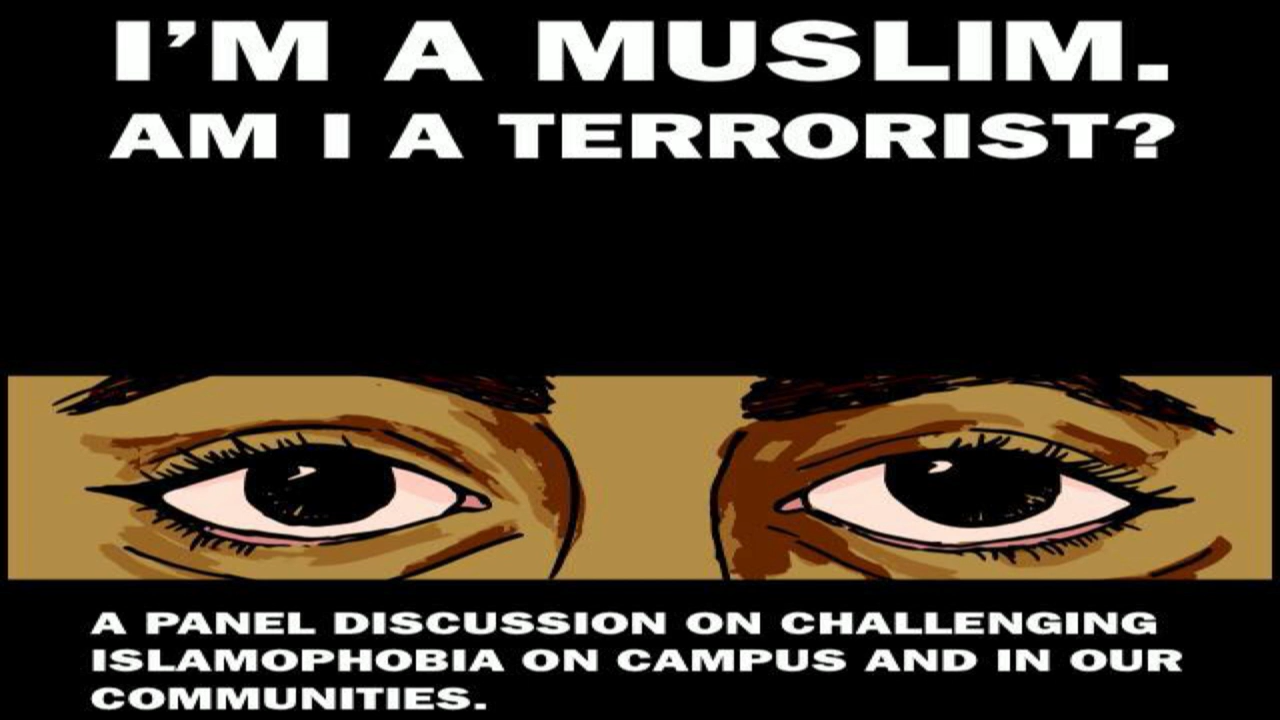 I’M A MUSLIM.
AM I A TERRORIST?
A PANEL DISCUSSION ON CHALLENGING
ISLAMOPHOBIA ON CAMPUS AND IN OUR
COMMUNITIES.